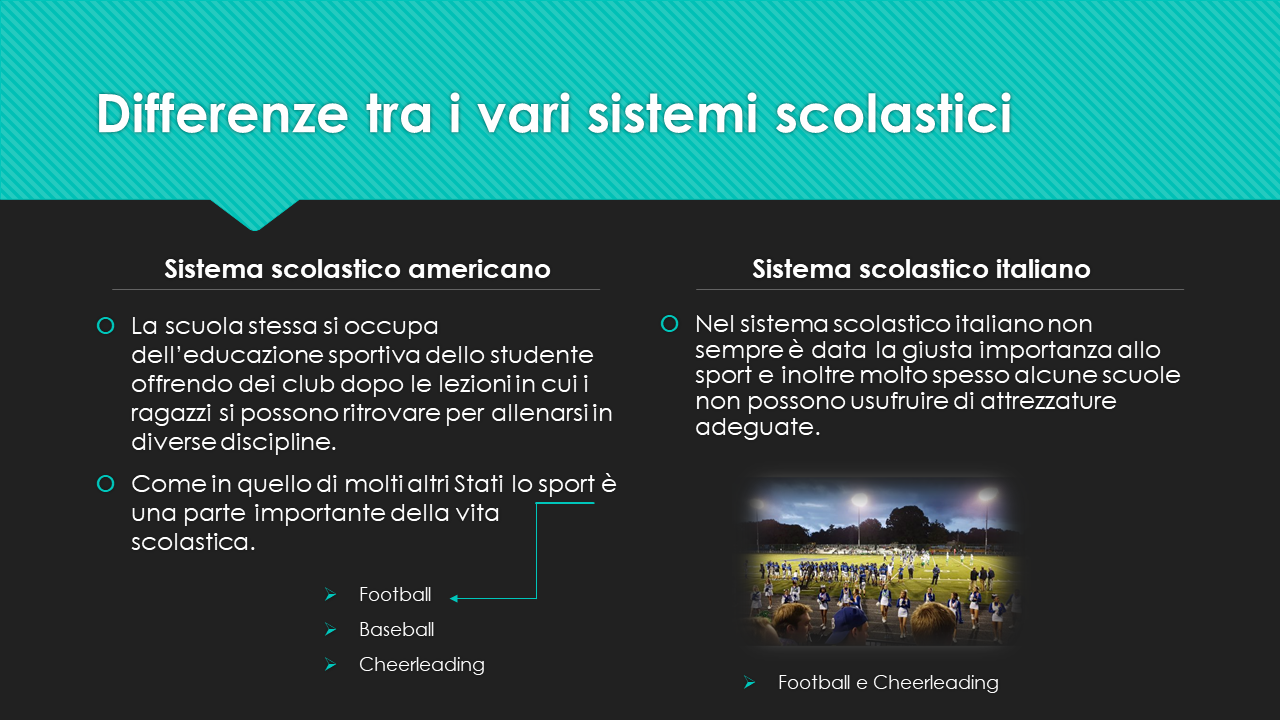 Differenze tra i vari sistemi scolastici
Sistema scolastico americano
La scuola stessa si occupa
dell’educazione sportiva dello studente
offrendo dei club dopo le lezioni in cui i
ragazzi si possono ritrovare per allenarsi in
diverse discipline.
Come in quello di molti altri Stati lo sport è
una parte importante della vita
scolastica.
Football
Baseball
Cheerleading
Sistema scolastico italiano
Nel sistema scolastico italiano non
sempre è data la giusta importanza allo
sport e inoltre molto spesso alcune scuole
non possono usufruire di attrezzature
adeguate.
Football e Cheerleading